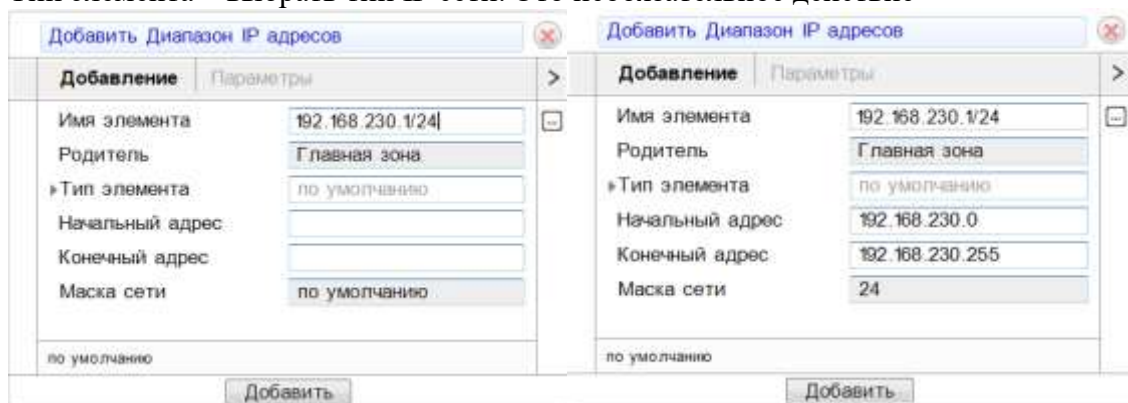 Добавить Диапазон IP адресов
Добавление Параметры >
Имя элемента 192.168.230.1/24 ...
Родитель Главная зона
Тип элемента по умолчанию
Начальный адрес
Конечный адрес
Маска сети по умолчанию
по умолчанию
Добавить
Добавить Диапазон IP адресов
Добавление Параметры >
Имя элемента 192.168.230.1/24 ...
Родитель Главная зона
Тип элемента по умолчанию
Начальный адрес 192.168.230.0
Конечный адрес 192.168.230.255
Маска сети 24
по умолчанию
Добавить